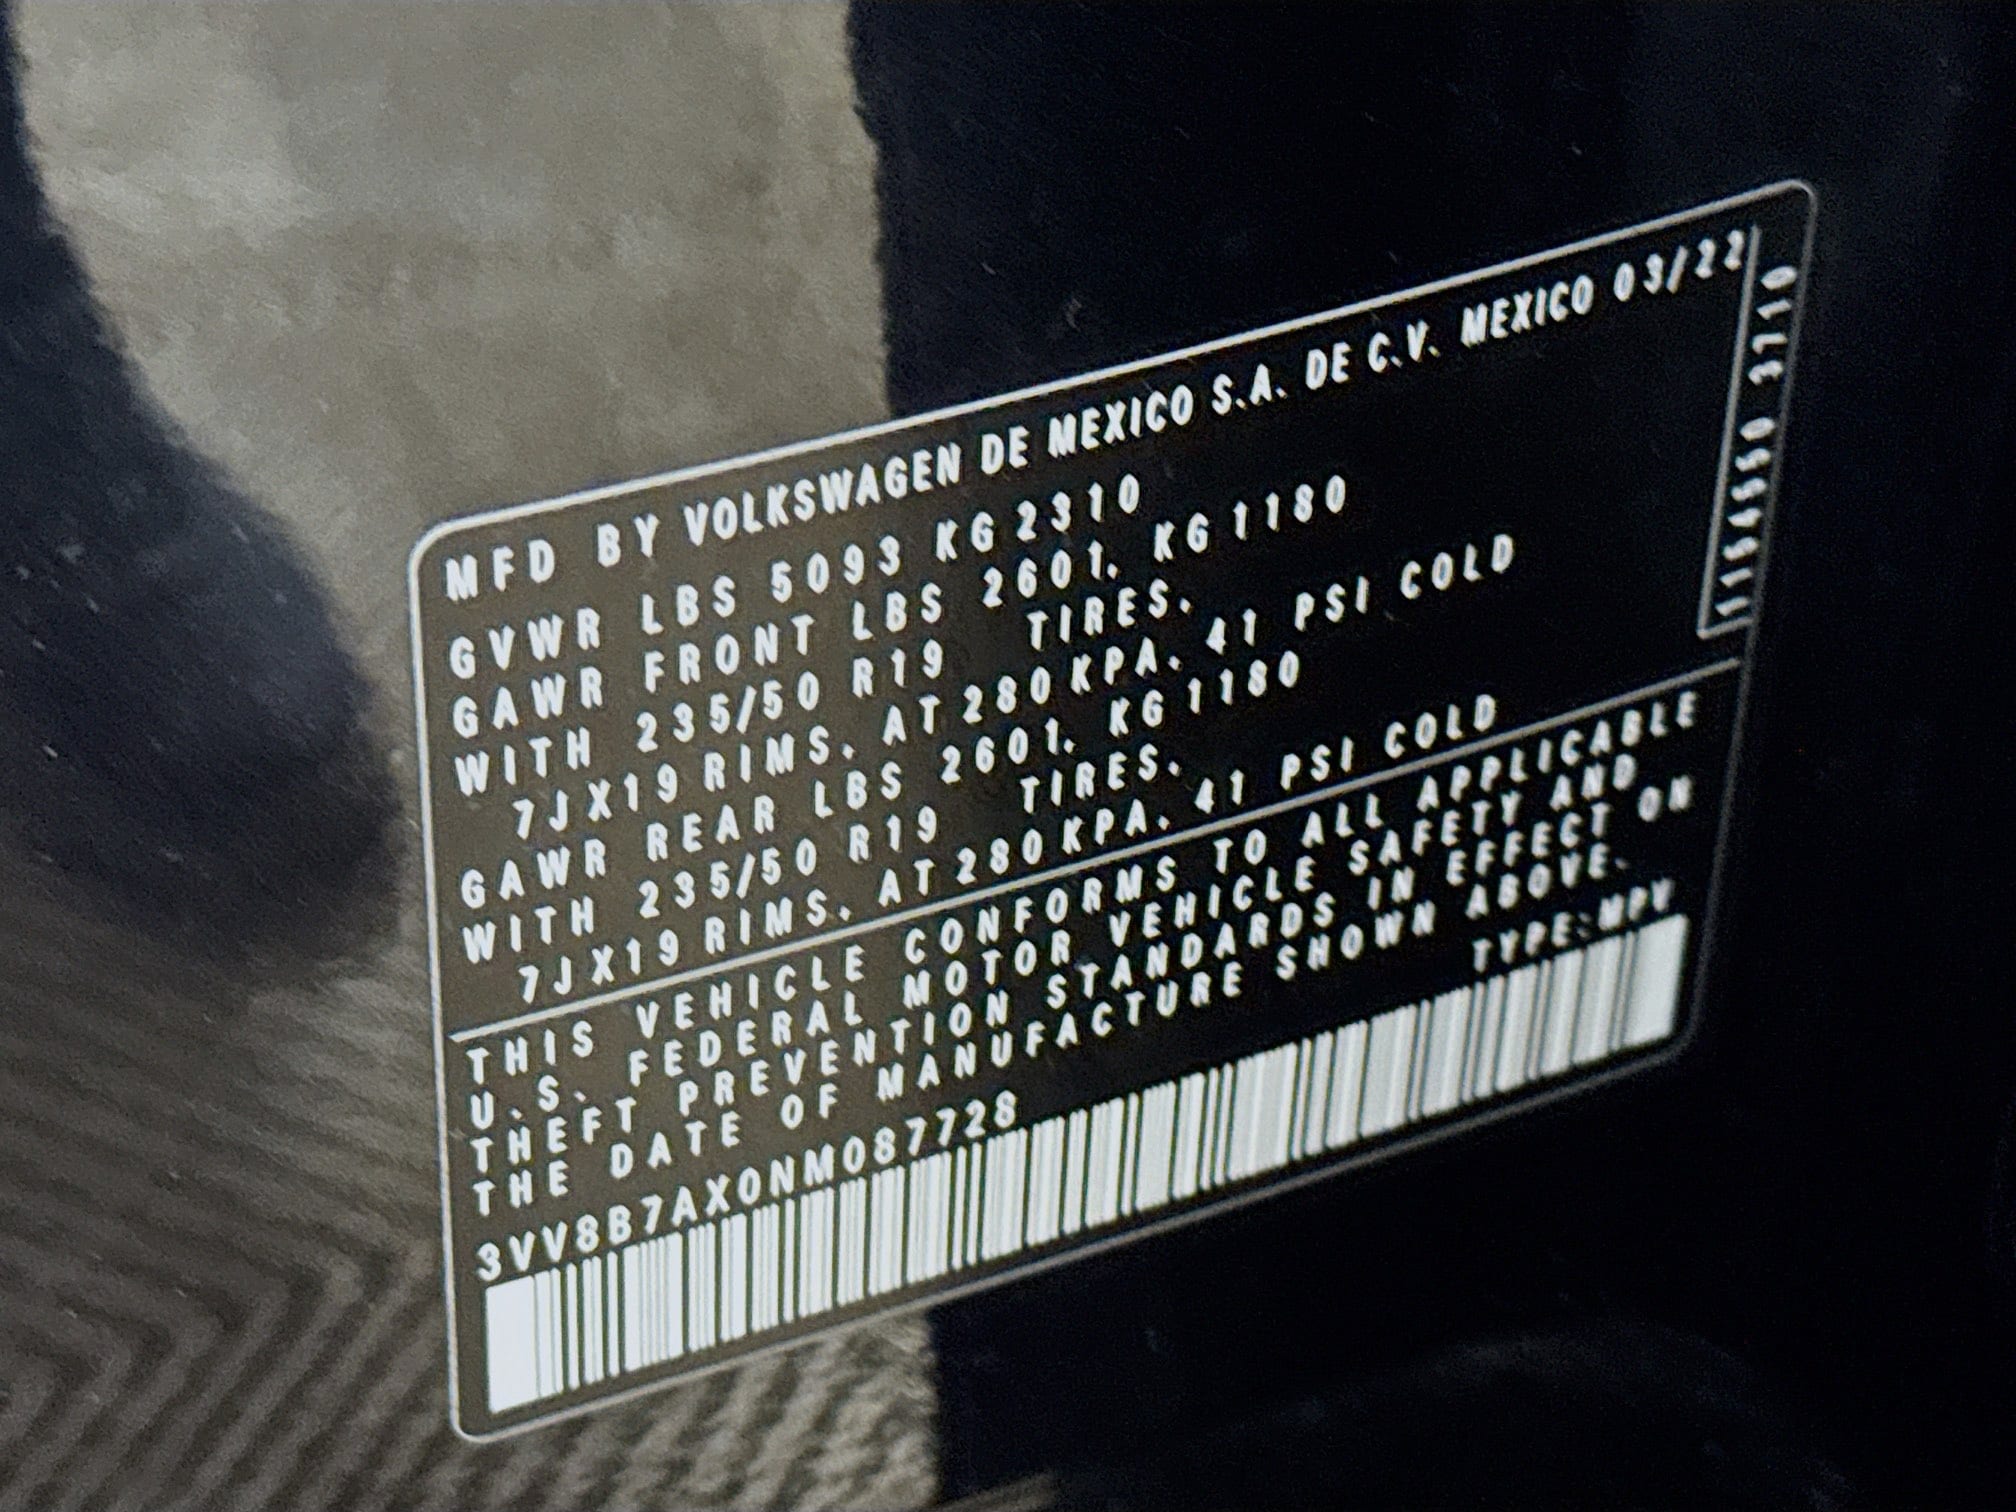 MFD BY VOLKSWAGEN DE MEXICO S.A. DE C.V. MEXICO 03/22
GVWR LBS 5093 KG 2310
GAWR FRONT LBS 2601. KG 1180
WITH 235/50 R19 TIRES.
7JX19 RIMS. AT 280 KPA. 41 PSI COLD
GAWR REAR LBS 2601. KG 1180
WITH 235/50 R19 TIRES.
7JX19 RIMS. AT 280 KPA. 41 PSI COLD
THIS VEHICLE CONFORMS TO ALL APPLICABLE
U.S. FEDERAL MOTOR VEHICLE SAFETY AND
THEFT PREVENTION STANDARDS IN EFFECT ON
THE DATE OF MANUFACTURE SHOWN ABOVE.
3VV8B7AX0NM087728 TYPE:MPV
3710